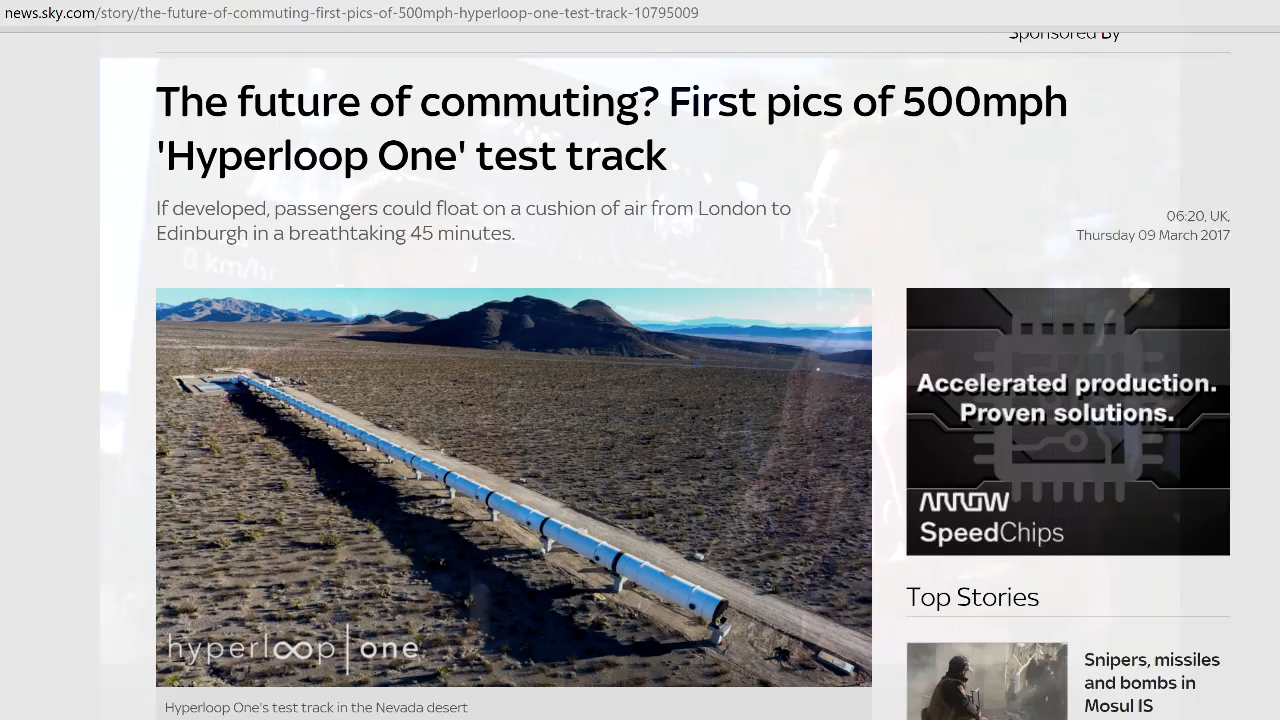 news.sky.com/story/the-future-of-commuting-first-pics-of-500mph-hyperloop-one-test-track-10795009
Sponsored By
The future of commuting? First pics of 500mph
'Hyperloop One' test track
If developed, passengers could float on a cushion of air from London to
Edinburgh in a breathtaking 45 minutes.
06:20, UK,
Thursday 09 March 2017
0 km/hr
Accelerated production.
Proven solutions.
ARROW
SpeedChips
hyperloop | one
Hyperloop One's test track in the Nevada desert
Top Stories
Snipers, missiles
and bombs in
Mosul IS